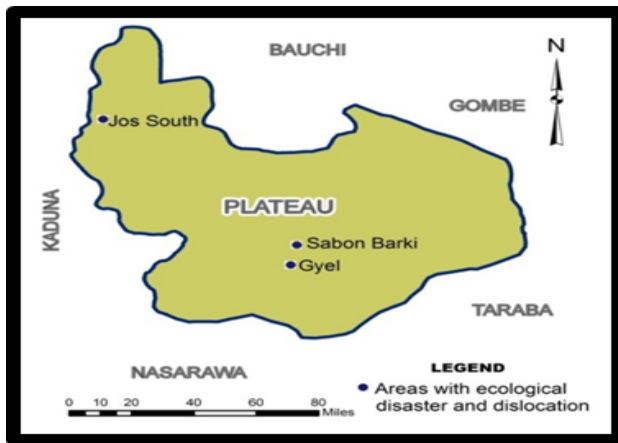 BAUCHI
N
GOMBE
Jos South
KADUNA
PLATEAU
Sabon Barki
Gyel
TARABA
NASARAWA
LEGEND
Areas with ecological
disaster and dislocation
0 10 20 40 60 80
Miles